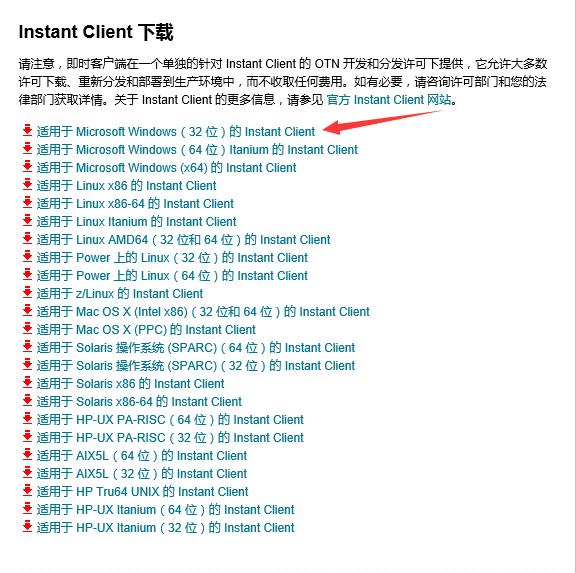 Instant Client 下载
请注意，即时客户端在一个单独的针对 Instant Client 的 OTN 开发和分发许可下提供，它允许大多数
许可下载、重新分发和部署到生产环境中，而不收取任何费用。如有必要，请咨询许可部门和您的法
律部门获取详情。关于 Instant Client 的更多信息，请参见 官方 Instant Client 网站。
适用于 Microsoft Windows（32 位）的 Instant Client
适用于 Microsoft Windows（64 位）Itanium 的 Instant Client
适用于 Microsoft Windows (x64) 的 Instant Client
适用于 Linux x86 的 Instant Client
适用于 Linux x86-64 的 Instant Client
适用于 Linux Itanium 的 Instant Client
适用于 Linux AMD64（32 位和 64 位）的 Instant Client
适用于 Power 上的 Linux（32 位）的 Instant Client
适用于 Power 上的 Linux（64 位）的 Instant Client
适用于 z/Linux 的 Instant Client
适用于 Mac OS X (Intel x86)（32 位和 64 位）的 Instant Client
适用于 Mac OS X (PPC) 的 Instant Client
适用于 Solaris 操作系统 (SPARC)（64 位）的 Instant Client
适用于 Solaris 操作系统 (SPARC)（32 位）的 Instant Client
适用于 Solaris x86 的 Instant Client
适用于 Solaris x86-64 的 Instant Client
适用于 HP-UX PA-RISC（64 位）的 Instant Client
适用于 HP-UX PA-RISC（32 位）的 Instant Client
适用于 AIX5L（64 位）的 Instant Client
适用于 AIX5L（32 位）的 Instant Client
适用于 HP Tru64 UNIX 的 Instant Client
适用于 HP-UX Itanium（64 位）的 Instant Client
适用于 HP-UX Itanium（32 位）的 Instant Client